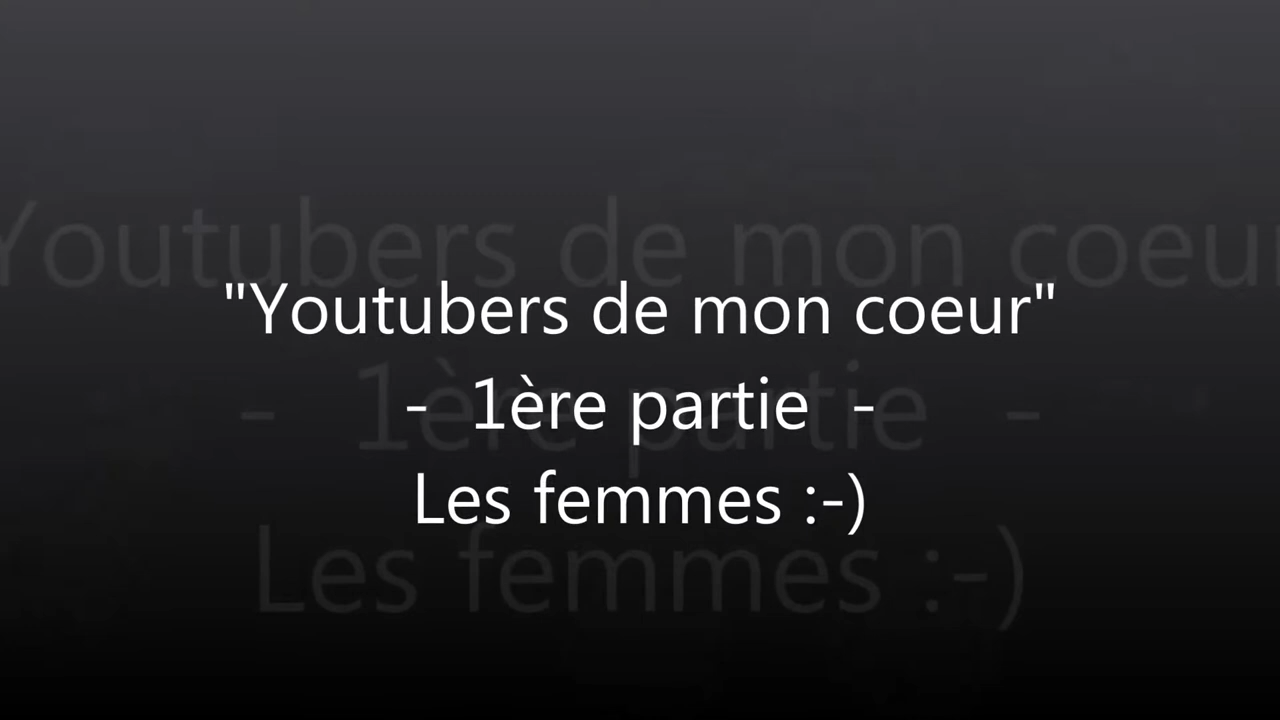 "Youtubers de mon coeur"
- 1ère partie -
Les femmes :-)